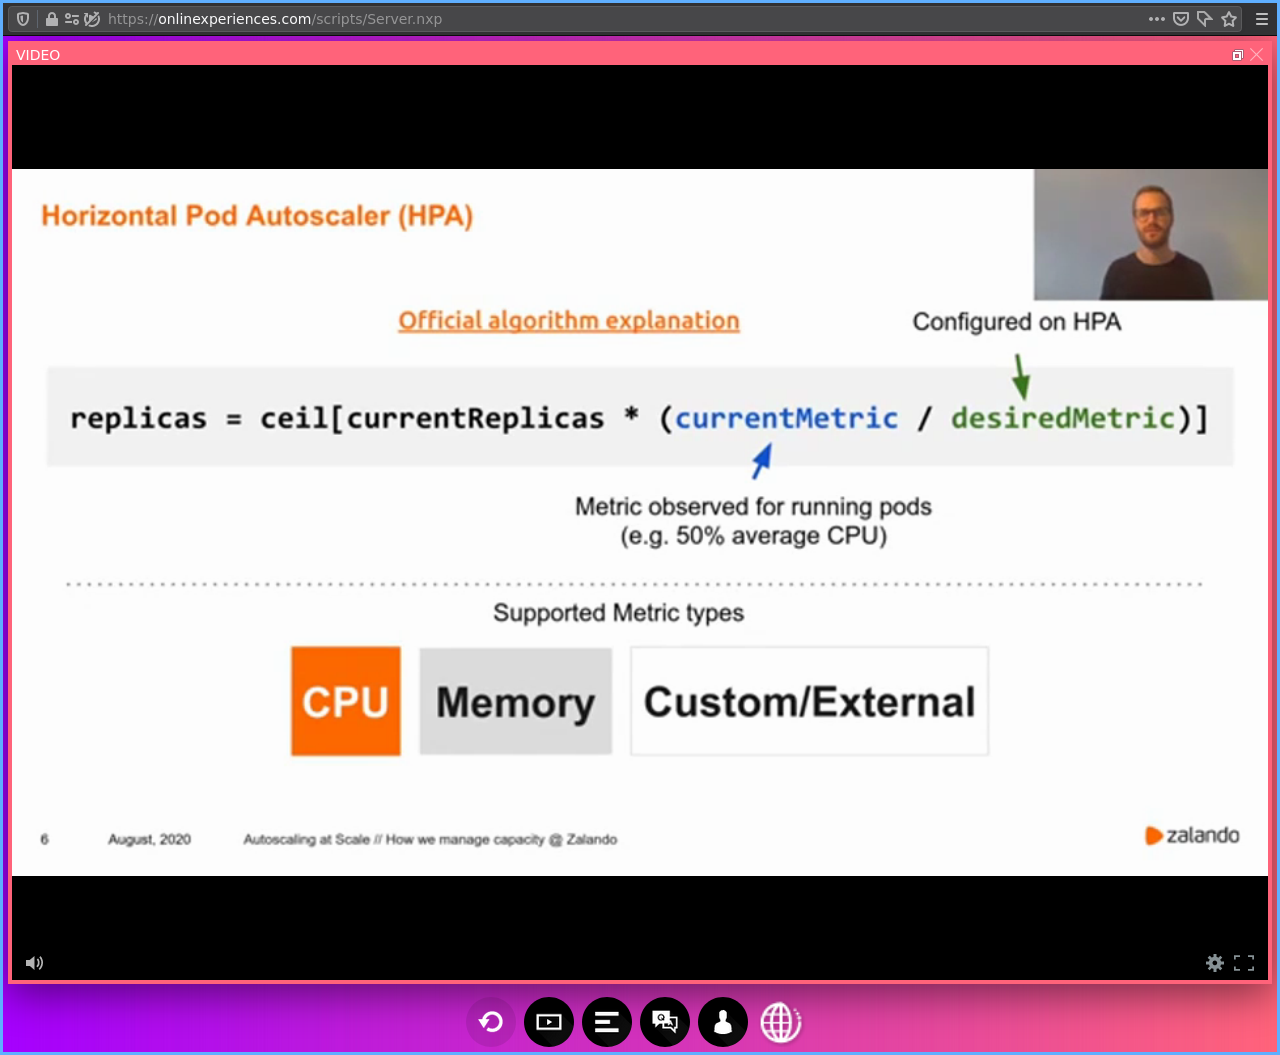 https://onlinexperiences.com/scripts/Server.nxp
VIDEO
Horizontal Pod Autoscaler (HPA)
Official algorithm explanation
Configured on HPA
replicas = ceil[currentReplicas * (currentMetric / desiredMetric)]
Metric observed for running pods
(e.g. 50% average CPU)
Supported Metric types
CPU Memory Custom/External
6 August, 2020 Autoscaling at Scale // How we manage capacity @ Zalando zalando